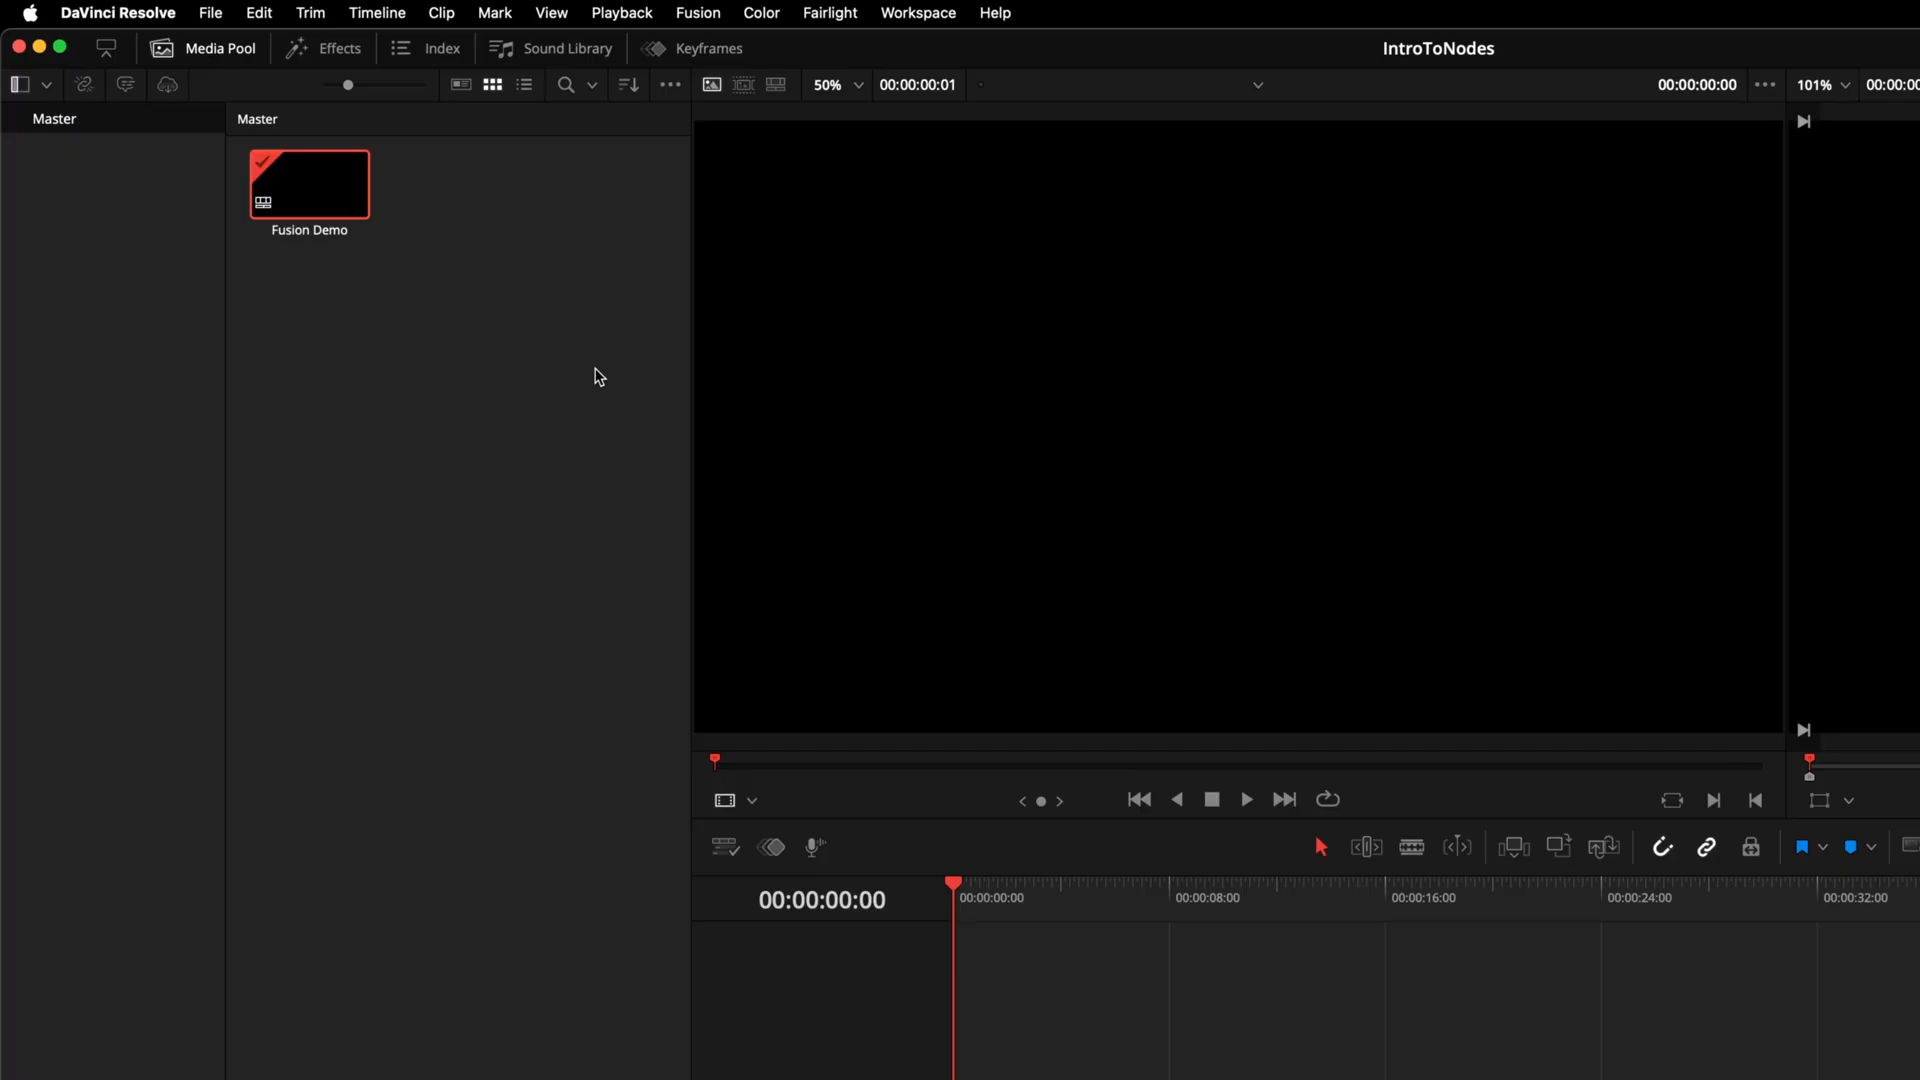 DaVinci Resolve File Edit Trim Timeline Clip Mark View Playback Fusion Color Fairlight Workspace Help
Media Pool Effects Index Sound Library Keyframes IntroToNodes
50% 00:00:00:01 00:00:00:00 101%
Master Master
Fusion Demo
00:00:00:00 00:00:00:00 00:00:08:00 00:00:16:00 00:00:24:00 00:00:32:00